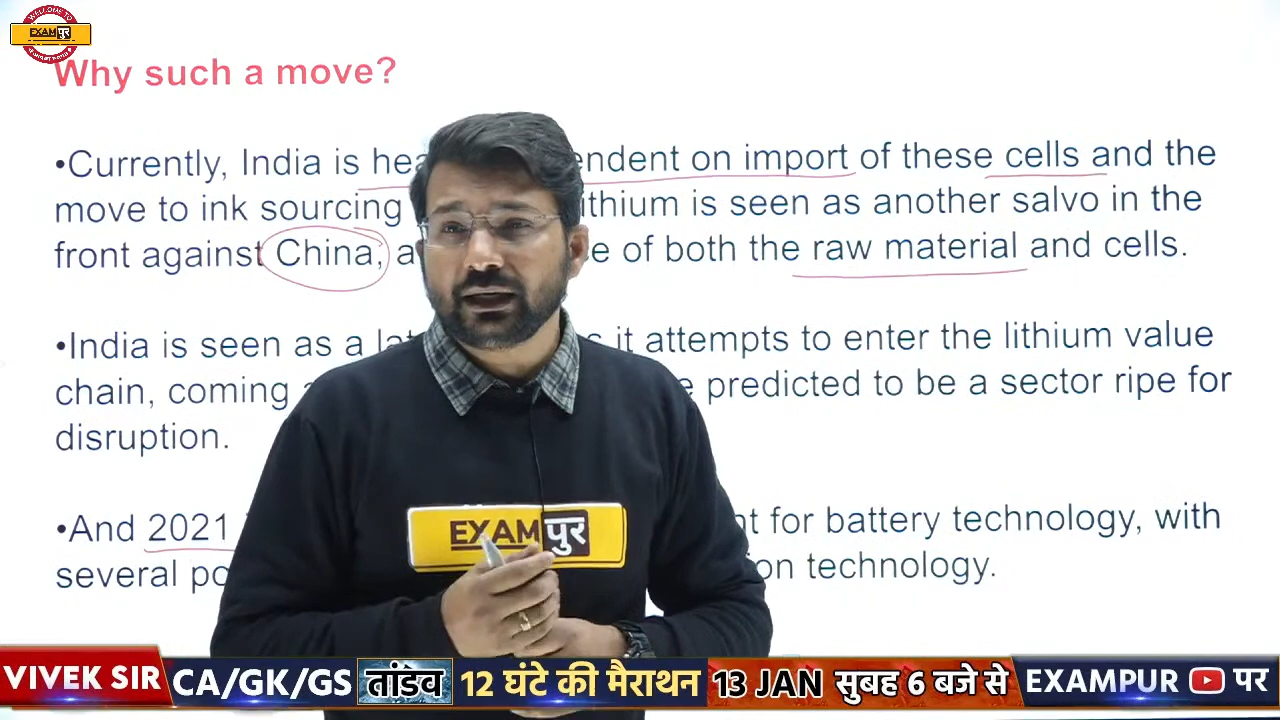 WELCOME TO
EXAMपुर
Why such a move?
•Currently, India is hea endent on import of these cells and the
move to ink sourcing ithium is seen as another salvo in the
front against China, a e of both the raw material and cells.
•India is seen as a lat s it attempts to enter the lithium value
chain, coming a e predicted to be a sector ripe for
disruption.
•And 2021 t for battery technology, with
several po on technology.
EXAMपुर
VIVEK SIR CA/GK/GS तांडव 12 घंटे की मैराथन 13 JAN सुबह 6 बजे से EXAMPUR पर